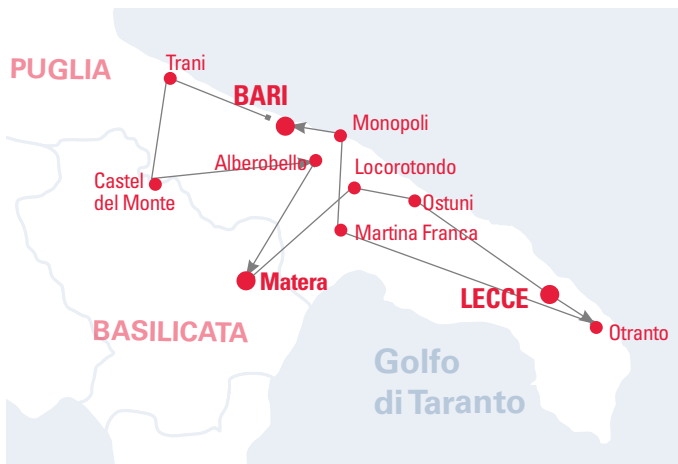 Trani
PUGLIA
BARI
Monopoli
Alberobello
Locorotondo
Castel
del Monte
Ostuni
Martina Franca
Matera
LECCE
BASILICATA
Otranto
Golfo
di Taranto